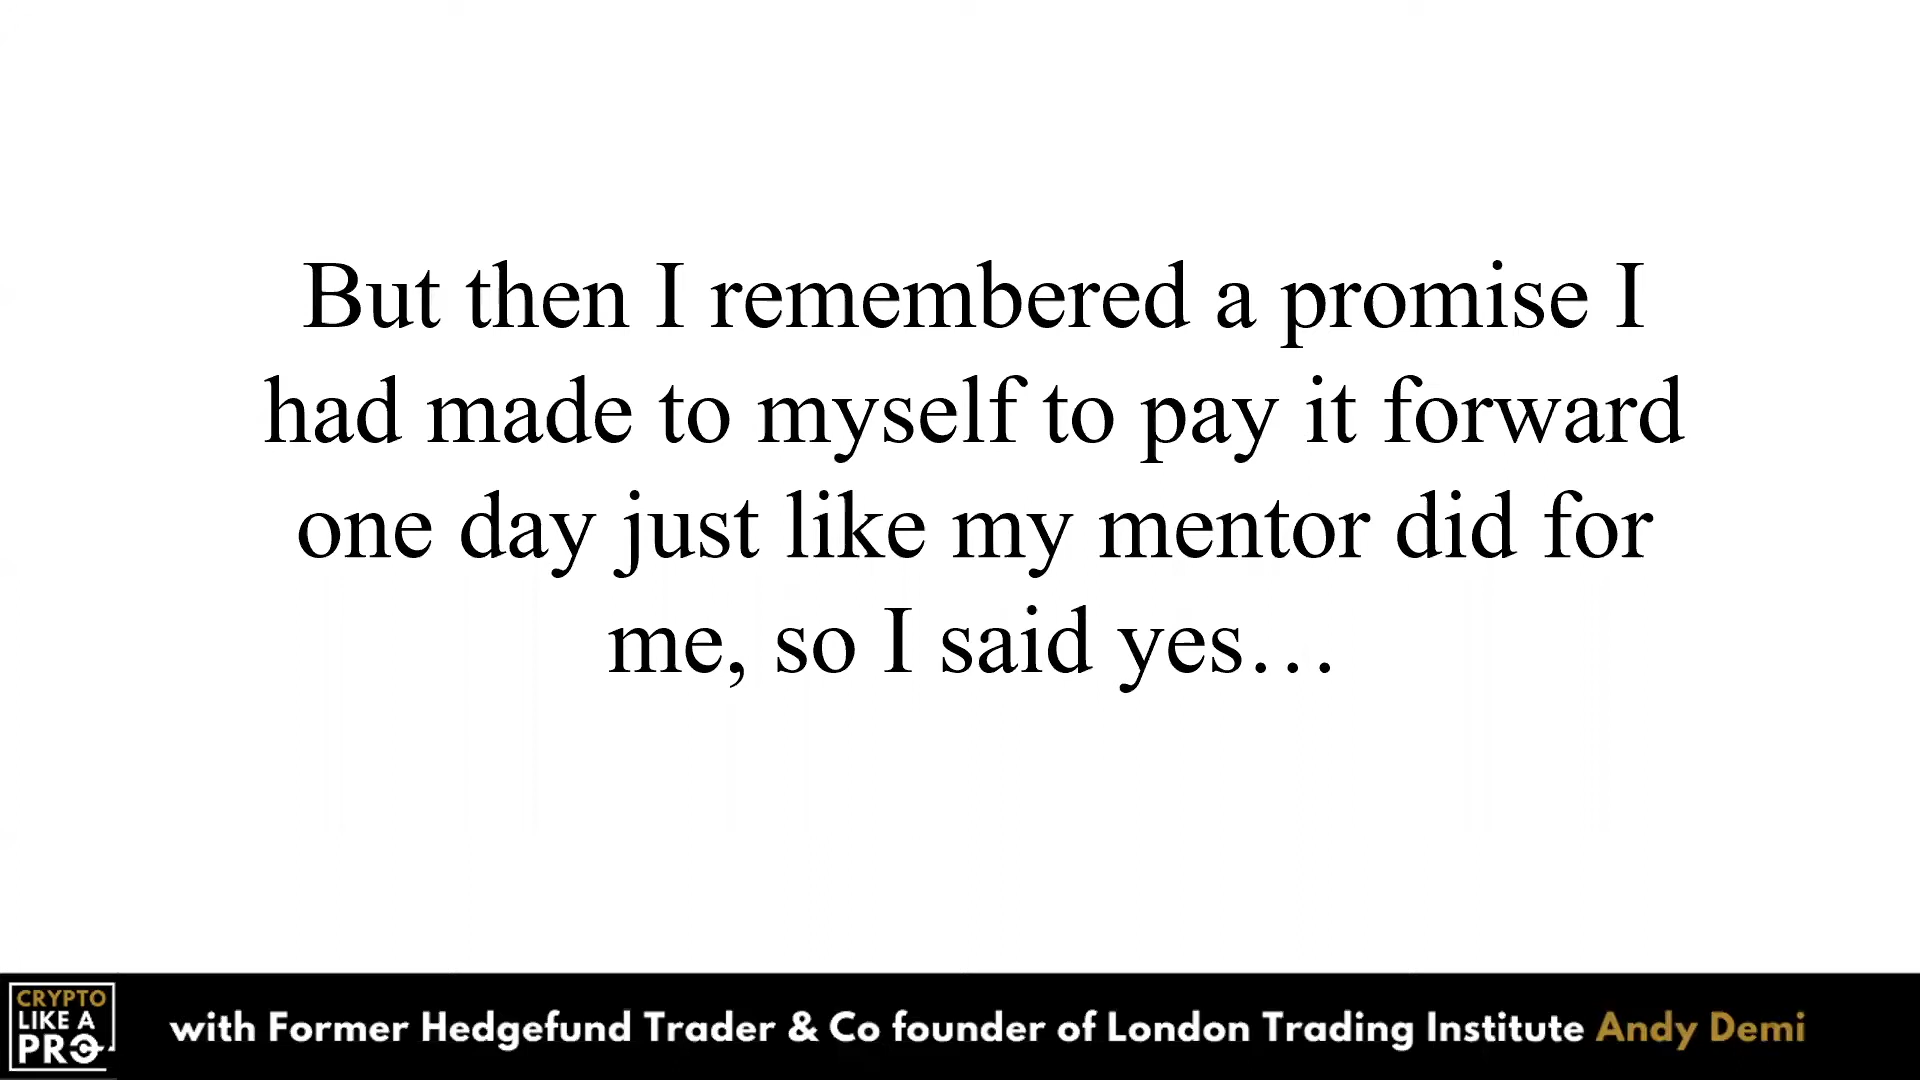 But then I remembered a promise I
had made to myself to pay it forward
one day just like my mentor did for
me, so I said yes…
CRYPTO
LIKE A
PRO
with Former Hedgefund Trader & Co founder of London Trading Institute Andy Demi